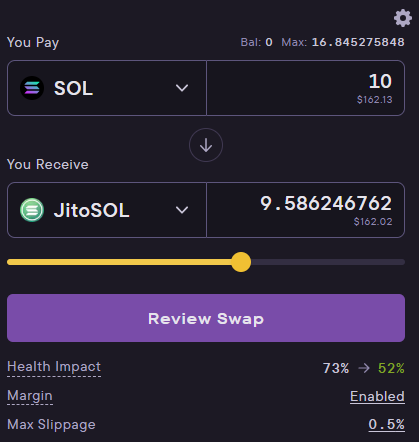 You Pay
Bal: 0 Max: 16.845275848
SOL
10
$162.13
You Receive
JitoSOL
9.586246762
$162.02
Review Swap
Health Impact
73% → 52%
Margin
Enabled
Max Slippage
0.5%